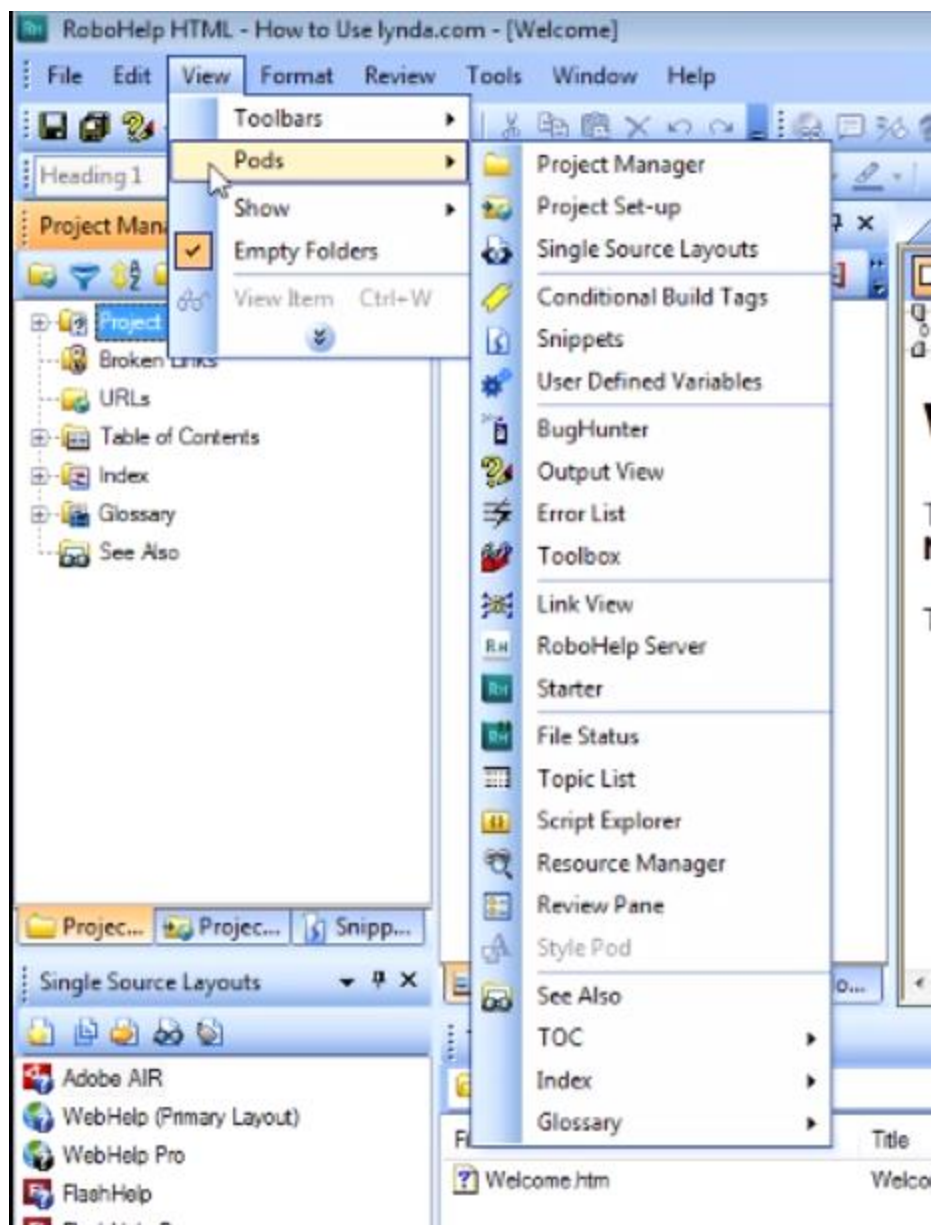 RoboHelp HTML - How to Use lynda.com - [Welcome]
File Edit View Format Review Tools Window Help
Heading 1
Toolbars
Pods
Show
Empty Folders
View Item Ctrl+W
Project Manager
Project Set-up
Single Source Layouts
Conditional Build Tags
Snippets
User Defined Variables
BugHunter
Output View
Error List
Toolbox
Link View
RoboHelp Server
Starter
File Status
Topic List
Script Explorer
Resource Manager
Review Pane
Style Pod
See Also
TOC
Index
Glossary
Project Mana
Project
Broken Links
URLs
Table of Contents
Index
Glossary
See Also
Projec... Projec... Snipp...
o...
Single Source Layouts
Adobe AIR
WebHelp (Primary Layout)
WebHelp Pro
FlashHelp
Title
Welcome.htm Welco